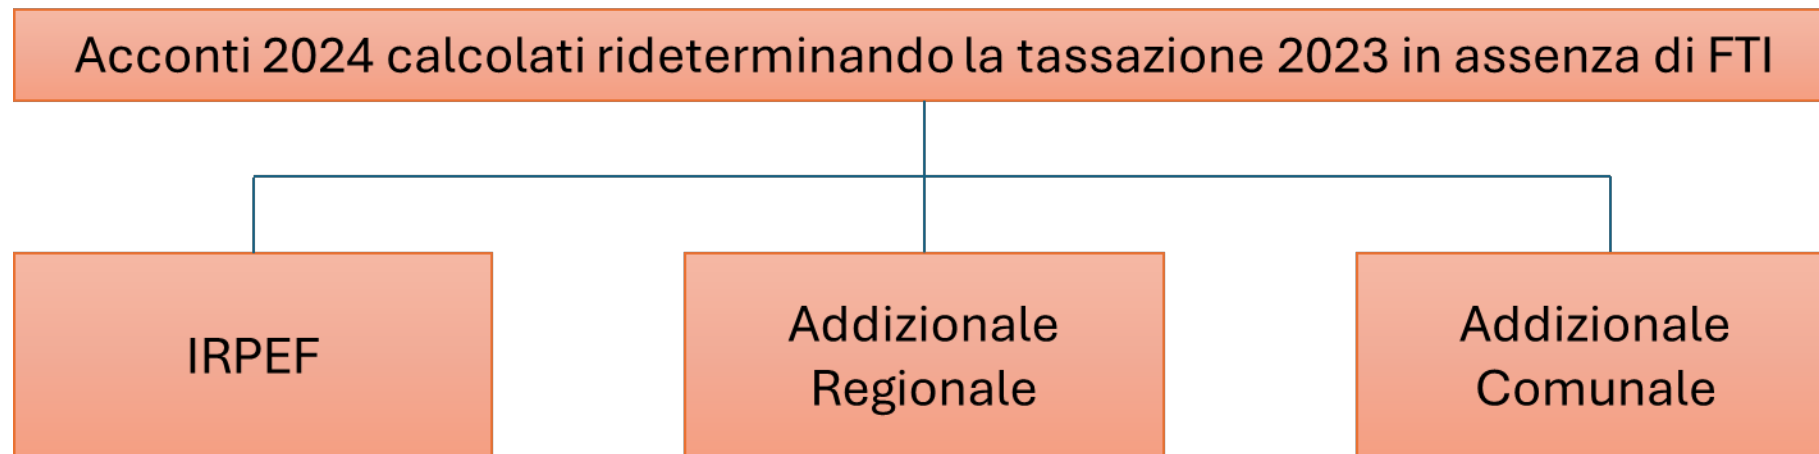 Acconti 2024 calcolati rideterminando la tassazione 2023 in assenza di FTI
IRPEF
Addizionale
Regionale
Addizionale
Comunale